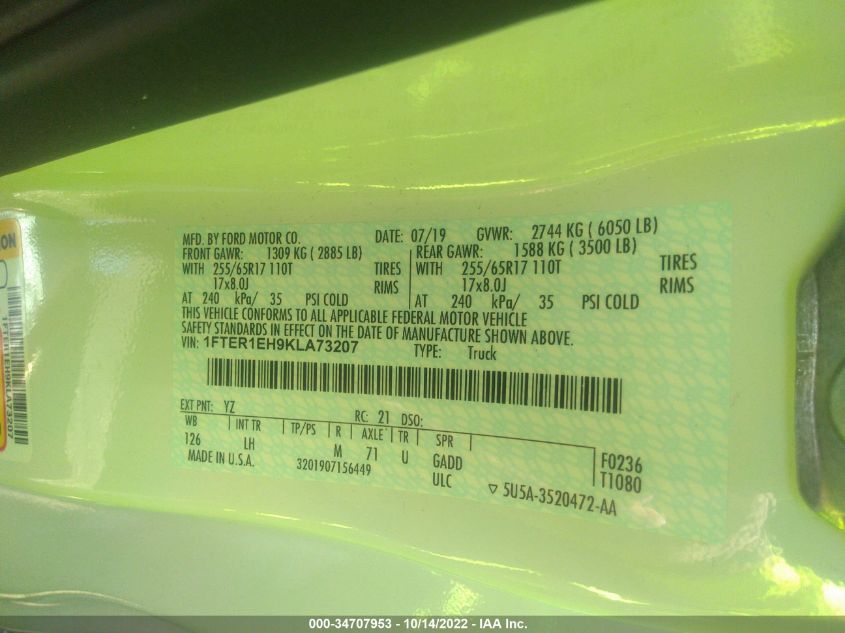 MFD. BY FORD MOTOR CO. DATE: 07/19 GVWR: 2744 KG ( 6050 LB)
FRONT GAWR: 1309 KG ( 2885 LB) REAR GAWR: 1588 KG ( 3500 LB)
WITH 255/65R17 110T TIRES WITH 255/65R17 110T TIRES
17x8.0J RIMS 17x8.0J RIMS
AT 240 kPa/ 35 PSI COLD AT 240 kPa/ 35 PSI COLD
THIS VEHICLE CONFORMS TO ALL APPLICABLE FEDERAL MOTOR VEHICLE
SAFETY STANDARDS IN EFFECT ON THE DATE OF MANUFACTURE SHOWN ABOVE.
VIN: 1FTER1EH9KLA73207 TYPE: Truck
EXT PNT: YZ RC: 21 DSO:
WB INT TR TP/PS R AXLE TR SPR
126 LH M 71 U GADD F0236
MADE IN U.S.A. 3201907156449 ULC T1080
▽ 5U5A-3520472-AA
1FTER1EH9KLA73207
000-34707953 - 10/14/2022 - IAA Inc.